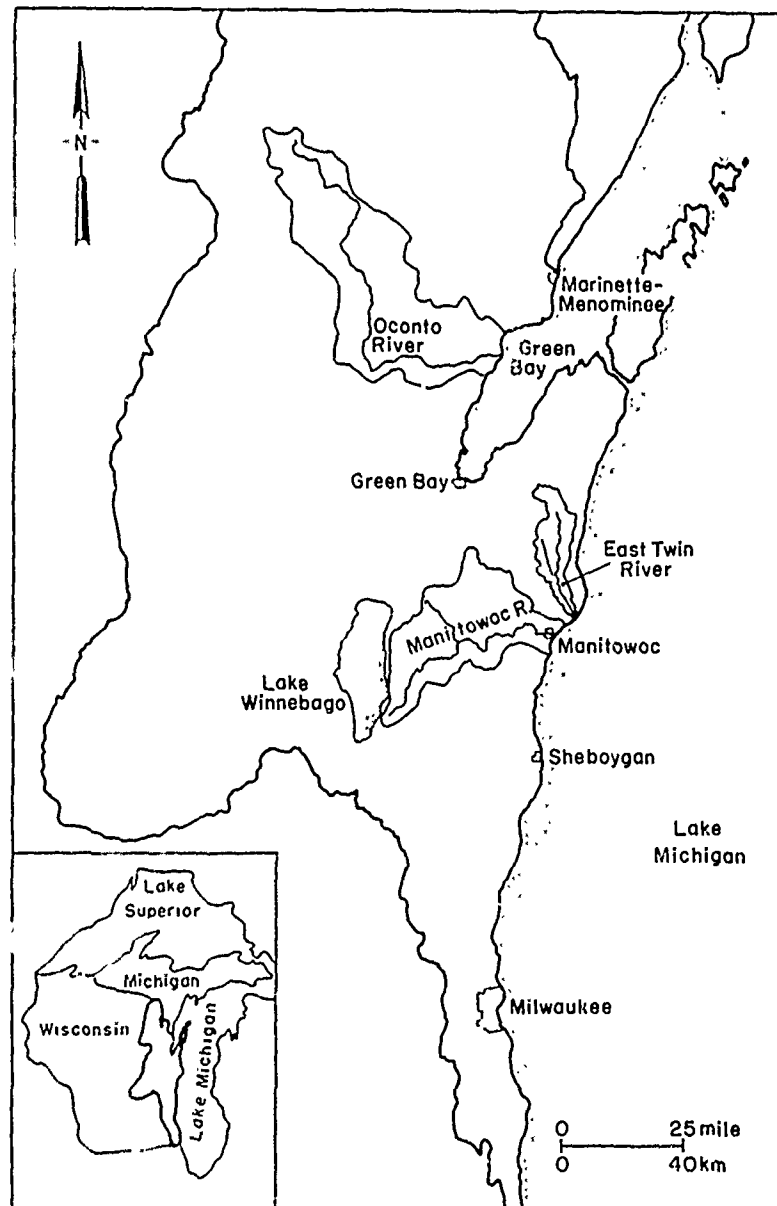 N
Marinette-
Menominee
Oconto
River
Green
Bay
Green Bay
East Twin
River
Manitowoc R.
Manitowoc
Lake
Winnebago
Sheboygan
Lake
Michigan
Lake
Superior
Michigan
Wisconsin
Lake Michigan
Milwaukee
0 25 mile
0 40 km